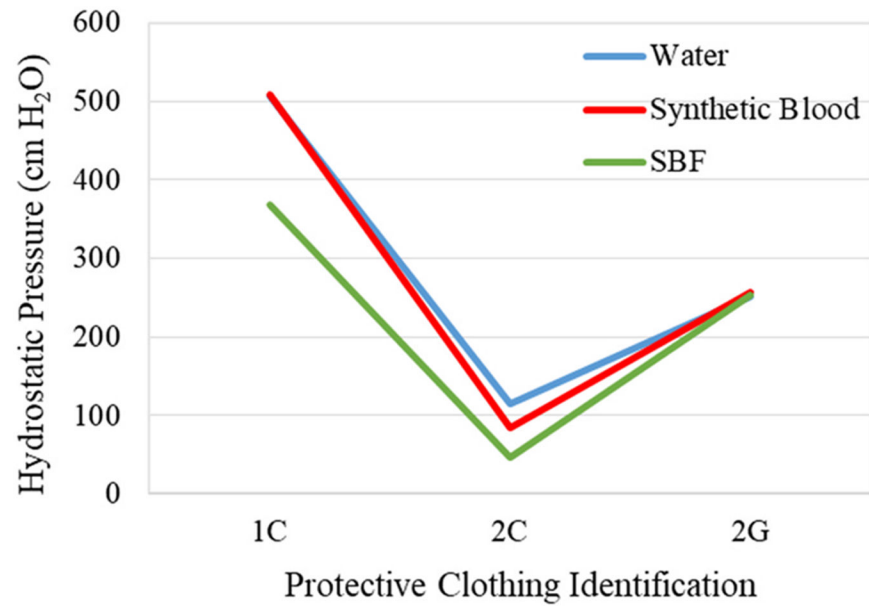 600
500
400
300
200
100
0
Hydrostatic Pressure (cm H₂O)
Water
Synthetic Blood
SBF
1C 2C 2G
Protective Clothing Identification